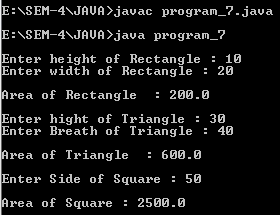 E:\SEM-4\JAVA>javac program_7.java
E:\SEM-4\JAVA>java program_7
Enter height of Rectangle : 10
Enter width of Rectangle : 20
Area of Rectangle  : 200.0
Enter hight of Triangle : 30
Enter Breath of Triangle : 40
Area of Triangle  : 600.0
Enter Side of Square : 50
Area of Square : 2500.0